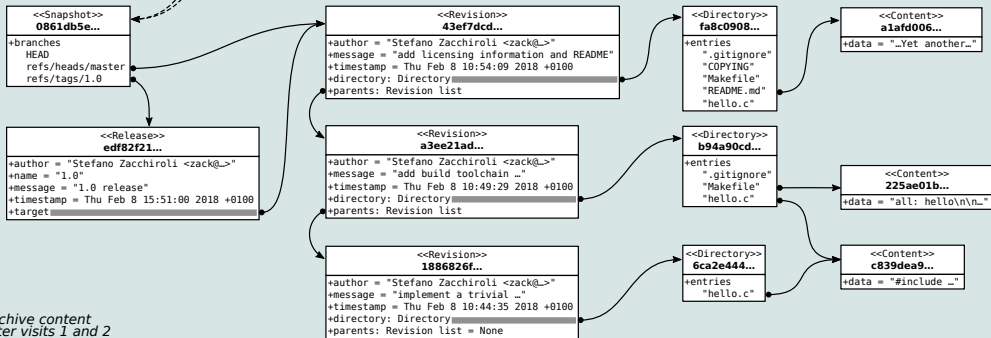 <<Snapshot>>
0861db5e…
+branches
HEAD
refs/heads/master
refs/tags/1.0
<<Release>>
edf82f21…
+author = "Stefano Zacchiroli <zack@…>"
+name = "1.0"
+message = "1.0 release"
+timestamp = Thu Feb 8 15:51:00 2018 +0100
+target
<<Revision>>
43ef7dcd…
+author = "Stefano Zacchiroli <zack@…>"
+message = "add licensing information and README"
+timestamp = Thu Feb 8 10:54:09 2018 +0100
+directory: Directory
+parents: Revision list
<<Revision>>
a3ee21ad…
+author = "Stefano Zacchiroli <zack@…>"
+message = "add build toolchain …"
+timestamp = Thu Feb 8 10:49:29 2018 +0100
+directory: Directory
+parents: Revision list
<<Revision>>
1886826f…
+author = "Stefano Zacchiroli <zack@…>"
+message = "implement a trivial …"
+timestamp = Thu Feb 8 10:44:35 2018 +0100
+directory: Directory
+parents: Revision list = None
<<Directory>>
fa8c0908…
+entries
".gitignore"
"COPYING"
"Makefile"
"README.md"
"hello.c"
<<Directory>>
b94a90cd…
+entries
".gitignore"
"Makefile"
"hello.c"
<<Directory>>
6ca2e444…
+entries
"hello.c"
<<Content>>
a1afd006…
+data = "…Yet another…"
<<Content>>
225ae01b…
+data = "all: hello\n\n…"
<<Content>>
c839dea9…
+data = "#include …"
chive content
ter visits 1 and 2